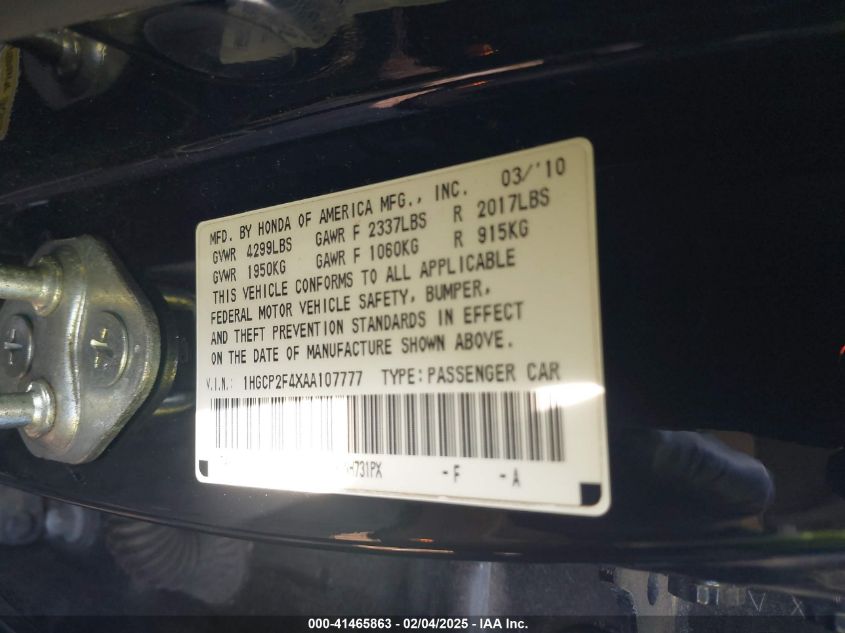 MFD. BY HONDA OF AMERICA MFG., INC. 03/'10
GVWR 4299LBS GAWR F 2337LBS R 2017LBS
GVWR 1950KG GAWR F 1060KG R 915KG
THIS VEHICLE CONFORMS TO ALL APPLICABLE
FEDERAL MOTOR VEHICLE SAFETY, BUMPER,
AND THEFT PREVENTION STANDARDS IN EFFECT
ON THE DATE OF MANUFACTURE SHOWN ABOVE.
V.I.N.: 1HGCP2F4XAA107777 TYPE:PASSENGER CAR
H731PX -F -A
000-41465863 - 02/04/2025 - IAA Inc.